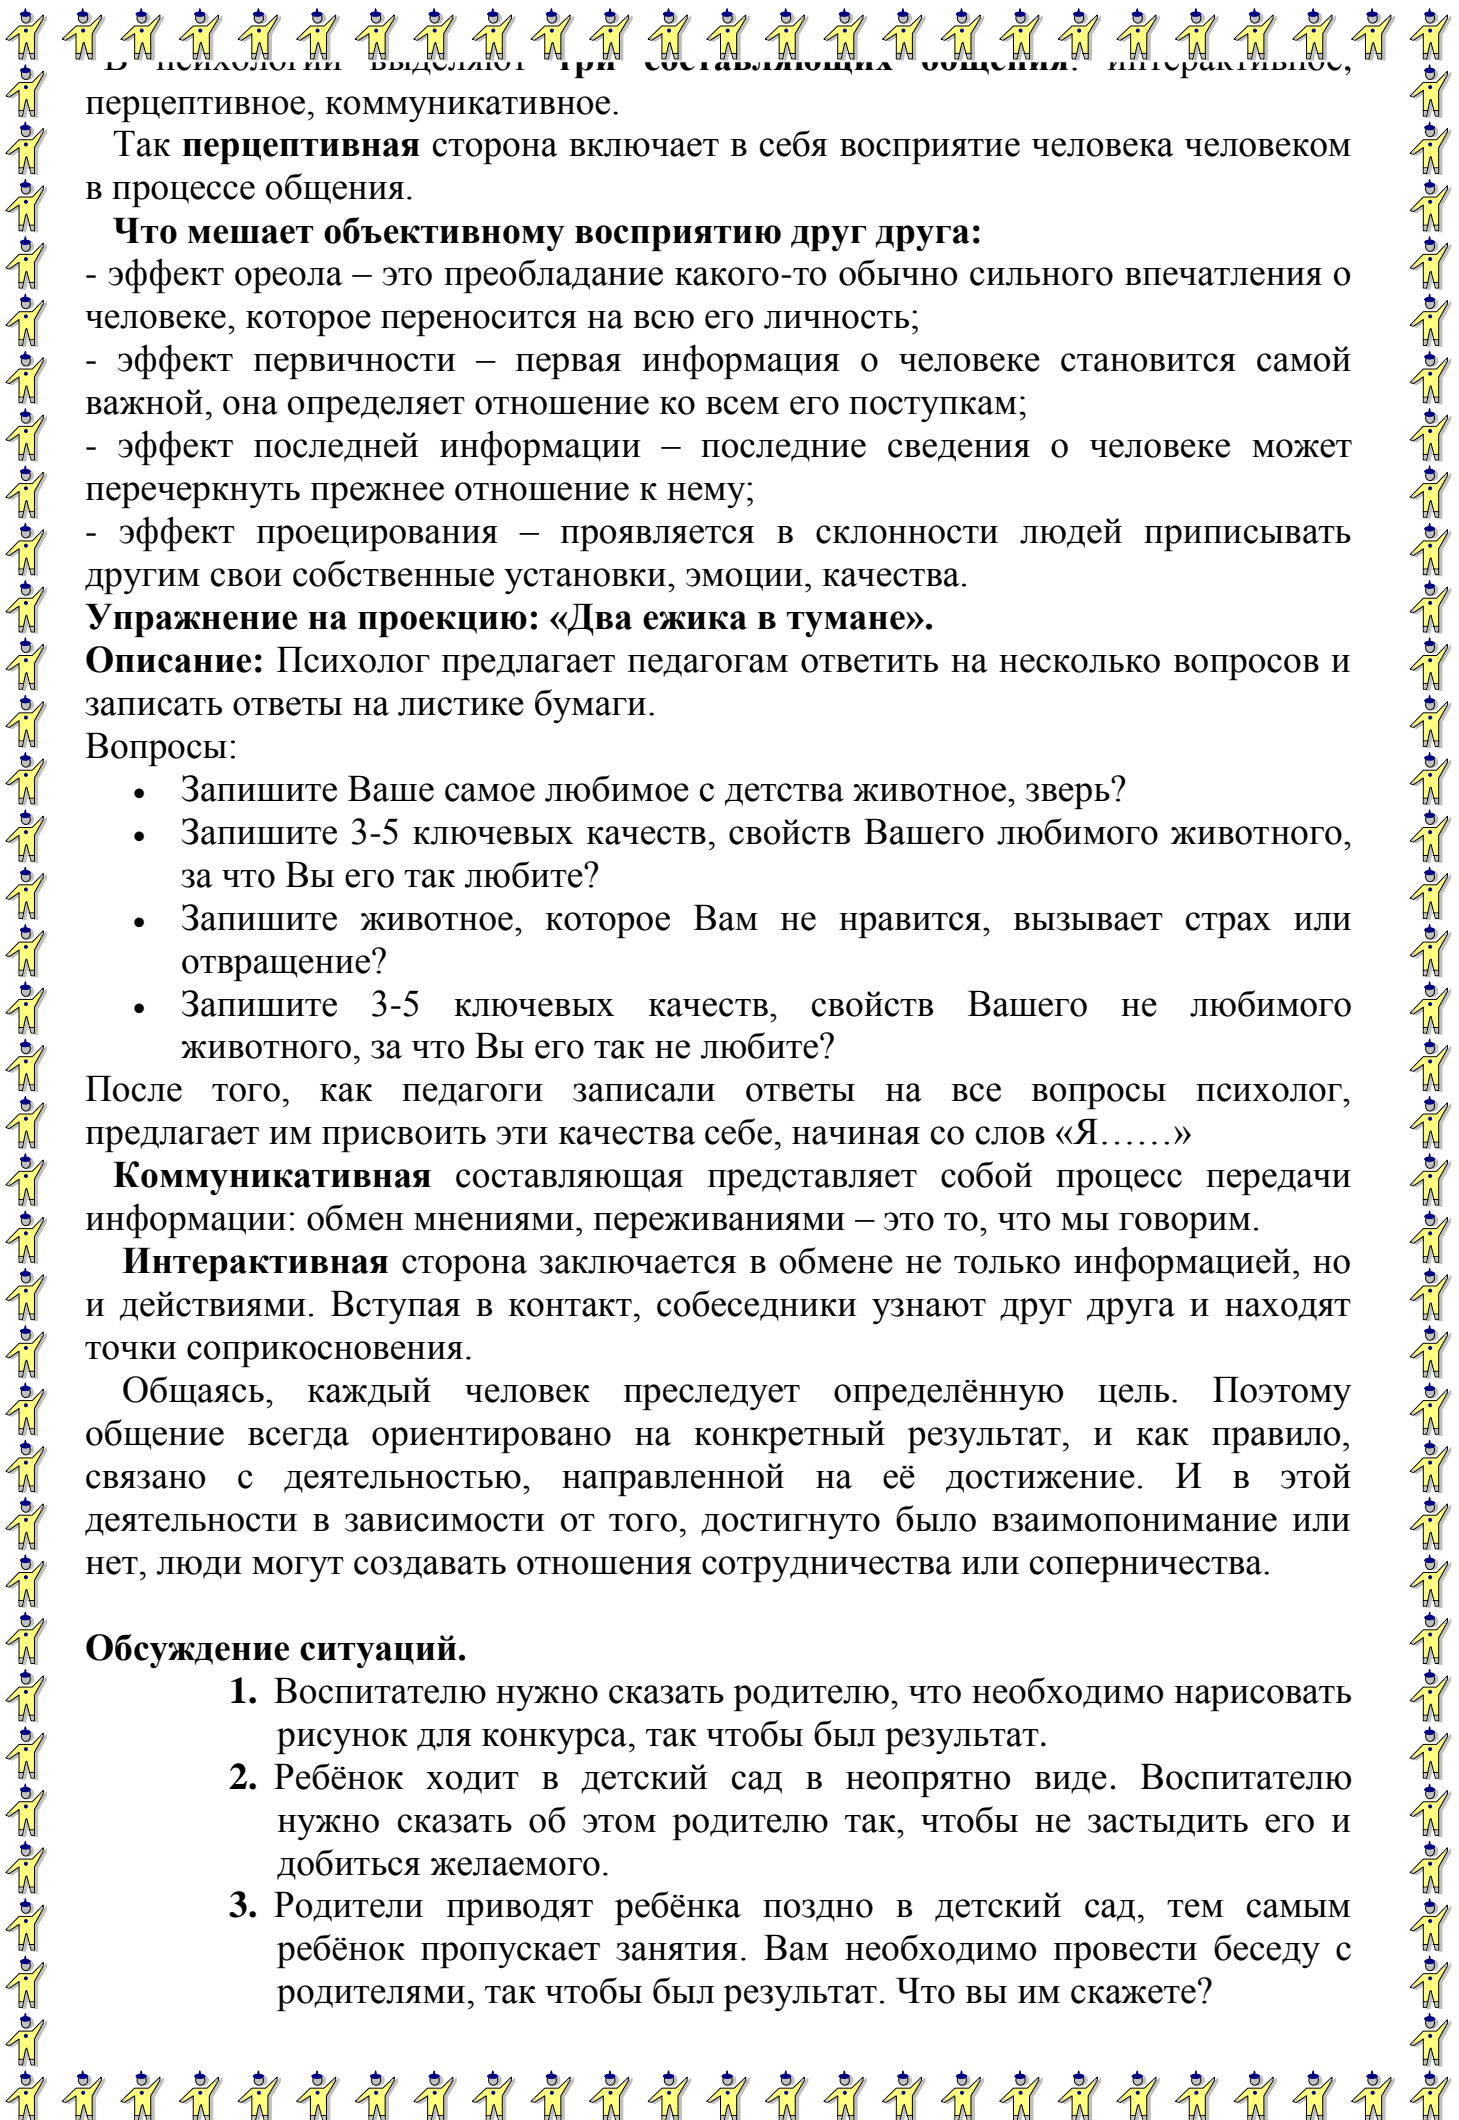 В психологии выделяют три составляющих общения: интерактивное,
перцептивное, коммуникативное.
Так перцептивная сторона включает в себя восприятие человека человеком
в процессе общения.
Что мешает объективному восприятию друг друга:
- эффект ореола – это преобладание какого-то обычно сильного впечатления о
человеке, которое переносится на всю его личность;
- эффект первичности – первая информация о человеке становится самой
важной, она определяет отношение ко всем его поступкам;
- эффект последней информации – последние сведения о человеке может
перечеркнуть прежнее отношение к нему;
- эффект проецирования – проявляется в склонности людей приписывать
другим свои собственные установки, эмоции, качества.
Упражнение на проекцию: «Два ежика в тумане».
Описание: Психолог предлагает педагогам ответить на несколько вопросов и
записать ответы на листике бумаги.
Вопросы:
• Запишите Ваше самое любимое с детства животное, зверь?
• Запишите 3-5 ключевых качеств, свойств Вашего любимого животного,
за что Вы его так любите?
• Запишите животное, которое Вам не нравится, вызывает страх или
отвращение?
• Запишите 3-5 ключевых качеств, свойств Вашего не любимого
животного, за что Вы его так не любите?
После того, как педагоги записали ответы на все вопросы психолог,
предлагает им присвоить эти качества себе, начиная со слов «Я……»
Коммуникативная составляющая представляет собой процесс передачи
информации: обмен мнениями, переживаниями – это то, что мы говорим.
Интерактивная сторона заключается в обмене не только информацией, но
и действиями. Вступая в контакт, собеседники узнают друг друга и находят
точки соприкосновения.
Общаясь, каждый человек преследует определённую цель. Поэтому
общение всегда ориентировано на конкретный результат, и как правило,
связано с деятельностью, направленной на её достижение. И в этой
деятельности в зависимости от того, достигнуто было взаимопонимание или
нет, люди могут создавать отношения сотрудничества или соперничества.
Обсуждение ситуаций.
1. Воспитателю нужно сказать родителю, что необходимо нарисовать
рисунок для конкурса, так чтобы был результат.
2. Ребёнок ходит в детский сад в неопрятно виде. Воспитателю
нужно сказать об этом родителю так, чтобы не застыдить его и
добиться желаемого.
3. Родители приводят ребёнка поздно в детский сад, тем самым
ребёнок пропускает занятия. Вам необходимо провести беседу с
родителями, так чтобы был результат. Что вы им скажете?